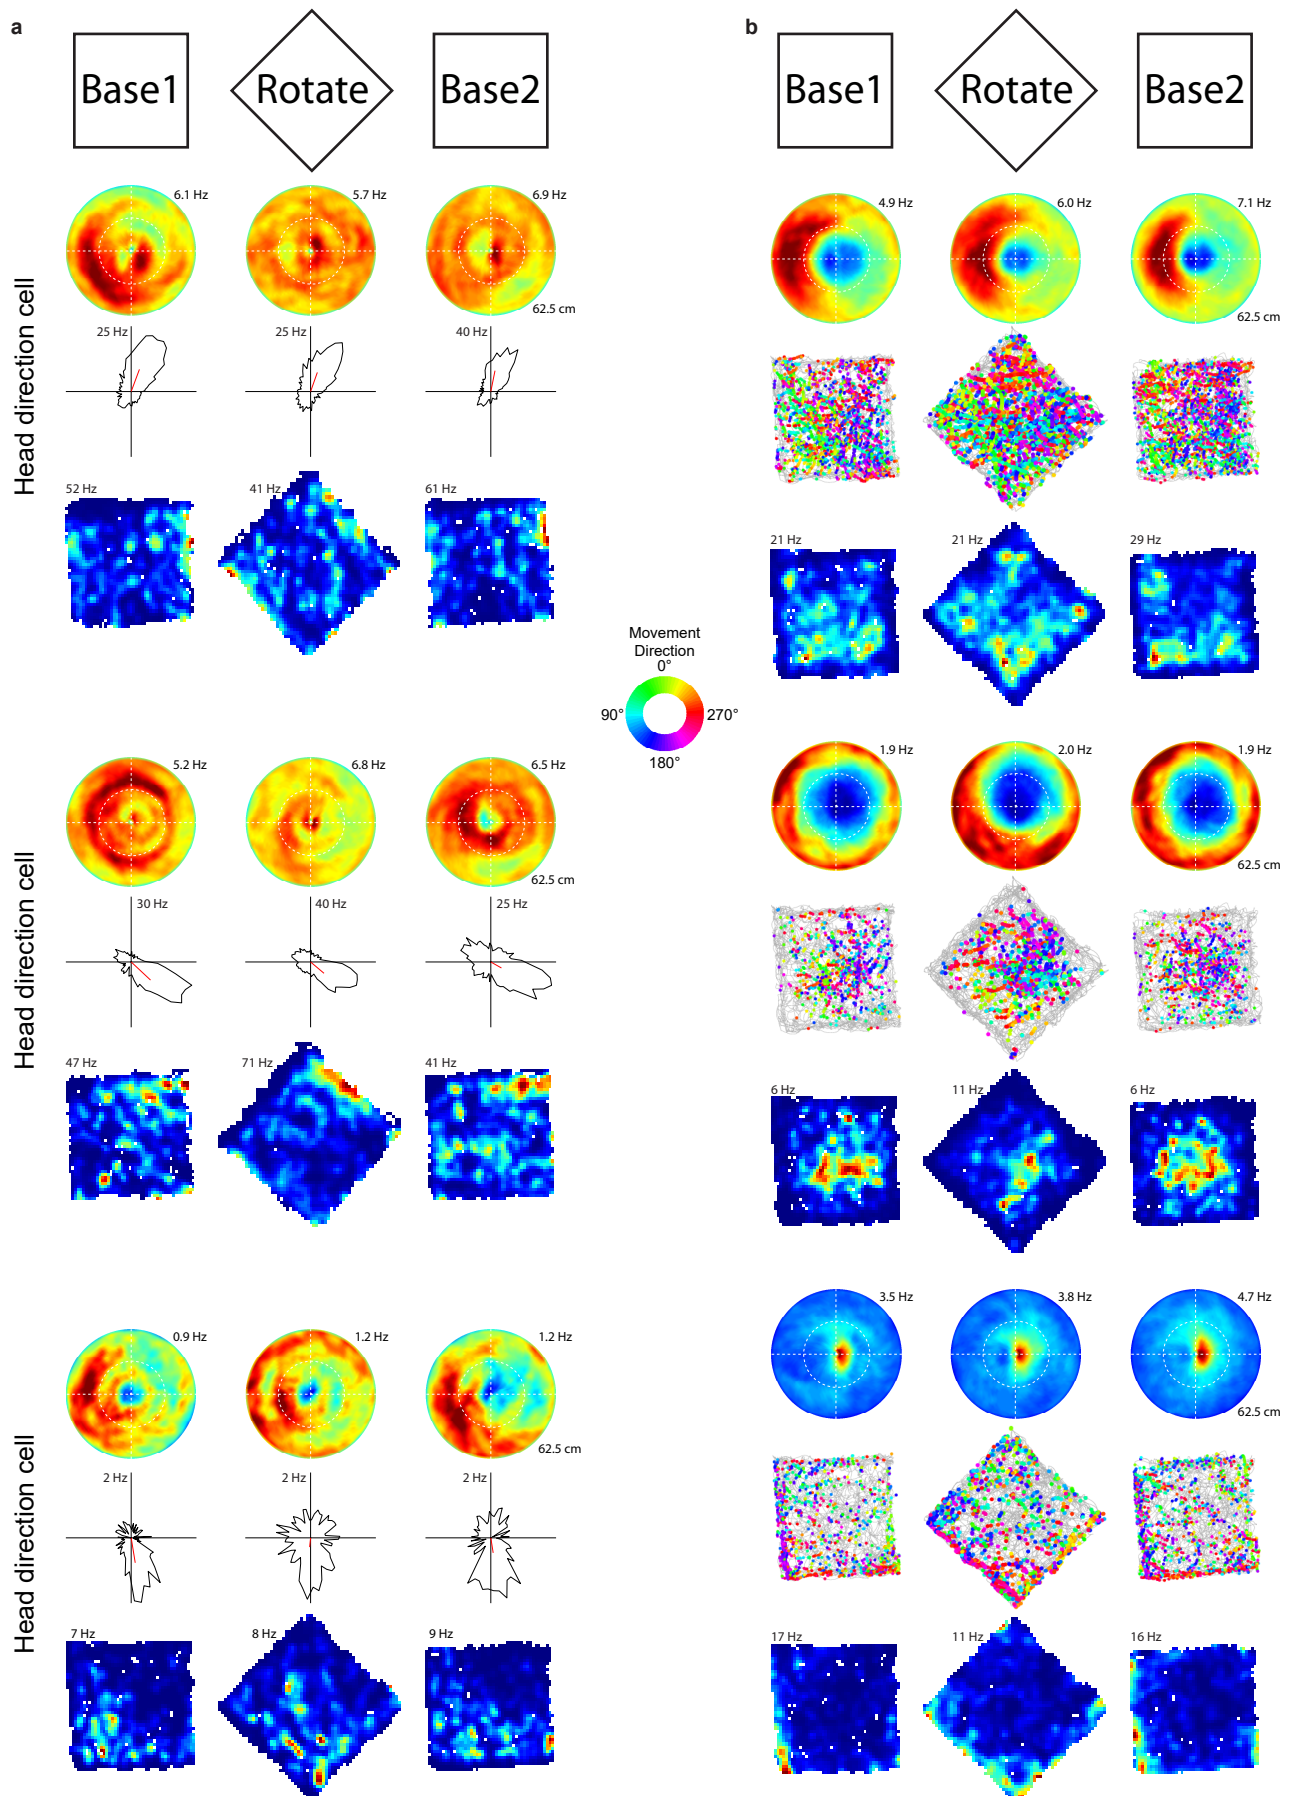 a
Base1 Rotate Base2
b
Base1 Rotate Base2
Head direction cell
6.1 Hz 5.7 Hz 6.9 Hz
62.5 cm
25 Hz 25 Hz 40 Hz
52 Hz 41 Hz 61 Hz
4.9 Hz 6.0 Hz 7.1 Hz
62.5 cm
21 Hz 21 Hz 29 Hz
Movement
Direction
0°
90° 270°
180°
Head direction cell
5.2 Hz 6.8 Hz 6.5 Hz
62.5 cm
30 Hz 40 Hz 25 Hz
47 Hz 71 Hz 41 Hz
1.9 Hz 2.0 Hz 1.9 Hz
62.5 cm
6 Hz 11 Hz 6 Hz
Head direction cell
0.9 Hz 1.2 Hz 1.2 Hz
62.5 cm
2 Hz 2 Hz 2 Hz
7 Hz 8 Hz 9 Hz
3.5 Hz 3.8 Hz 4.7 Hz
62.5 cm
17 Hz 11 Hz 16 Hz